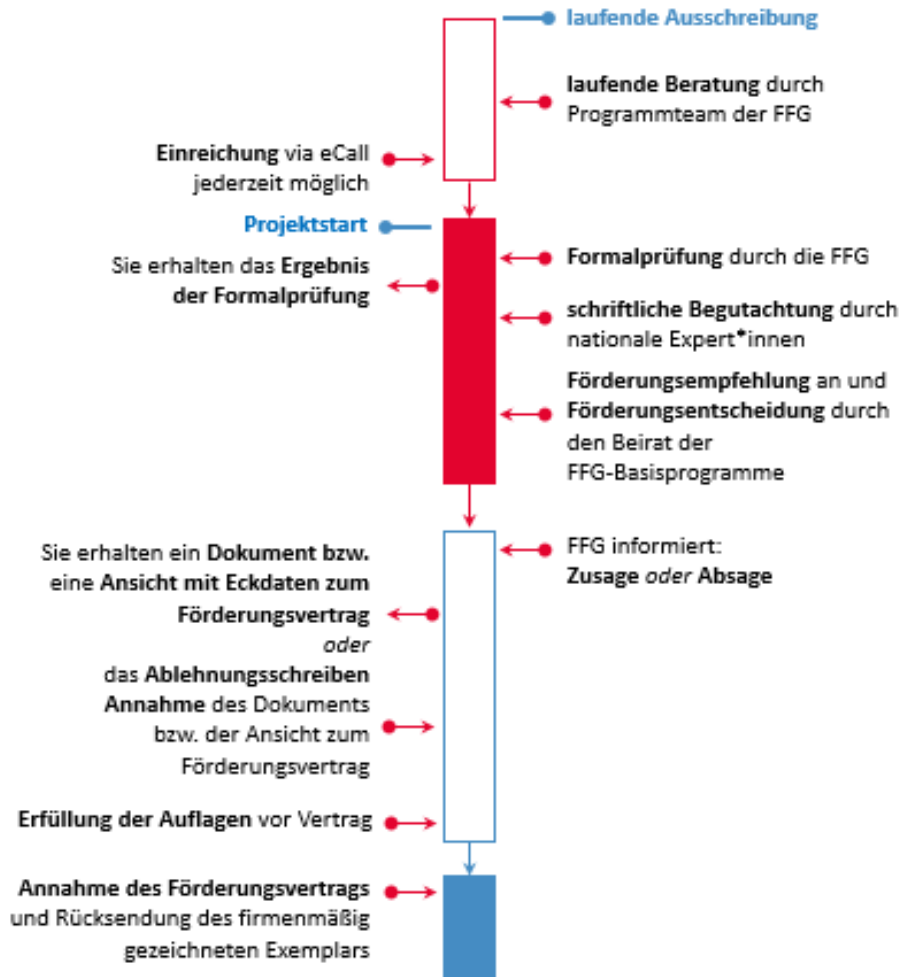 laufende Ausschreibung
laufende Beratung durch
Programmteam der FFG
Einreichung via eCall
jederzeit möglich
Projektstart
Sie erhalten das Ergebnis
der Formalprüfung
Formalprüfung durch die FFG
schriftliche Begutachtung durch
nationale Expert*innen
Förderungsempfehlung an und
Förderungsentscheidung durch
den Beirat der
FFG-Basisprogramme
FFG informiert:
Zusage oder Absage
Sie erhalten ein Dokument bzw.
eine Ansicht mit Eckdaten zum
Förderungsvertrag
oder
das Ablehnungsschreiben
Annahme des Dokuments
bzw. der Ansicht zum
Förderungsvertrag
Erfüllung der Auflagen vor Vertrag
Annahme des Förderungsvertrags
und Rücksendung des firmenmäßig
gezeichneten Exemplars